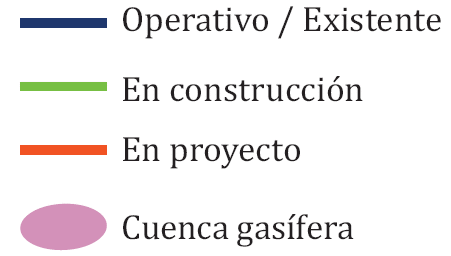 Operativo / Existente
En construcción
En proyecto
Cuenca gasífera